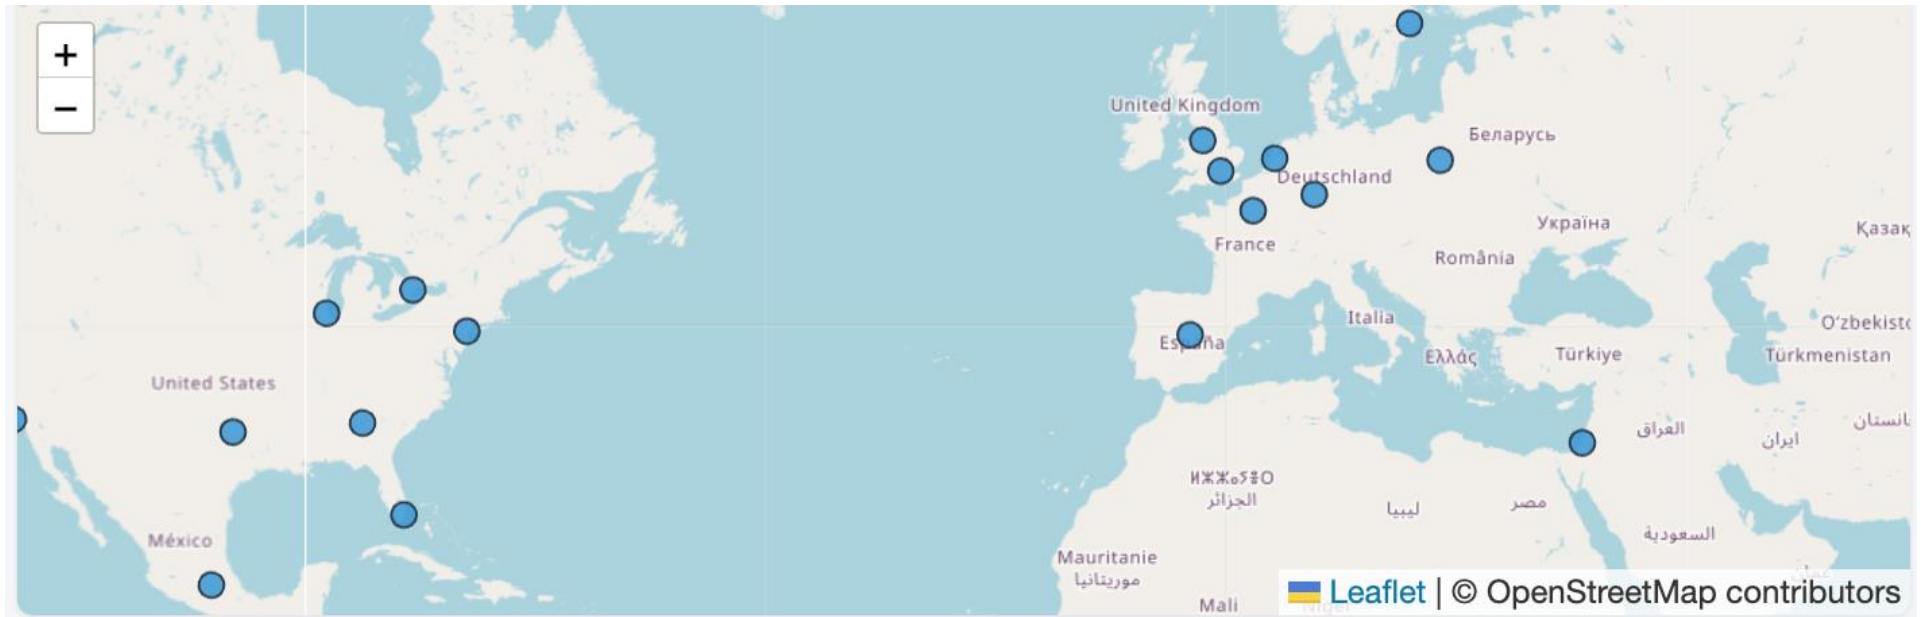 +
−
United Kingdom
Беларусь
Deutschland
Україна
Қазақ
France
România
Italia
O‘zbekist
España
Ελλάς
Türkiye
Türkmenistan
United States
العراق
ايران
ⵍⵣⵣⴰⵢⴻⵔ
الجزائر
ليبيا
مصر
السعودية
México
Mauritanie
موريتانيا
Mali
Leaflet | © OpenStreetMap contributors